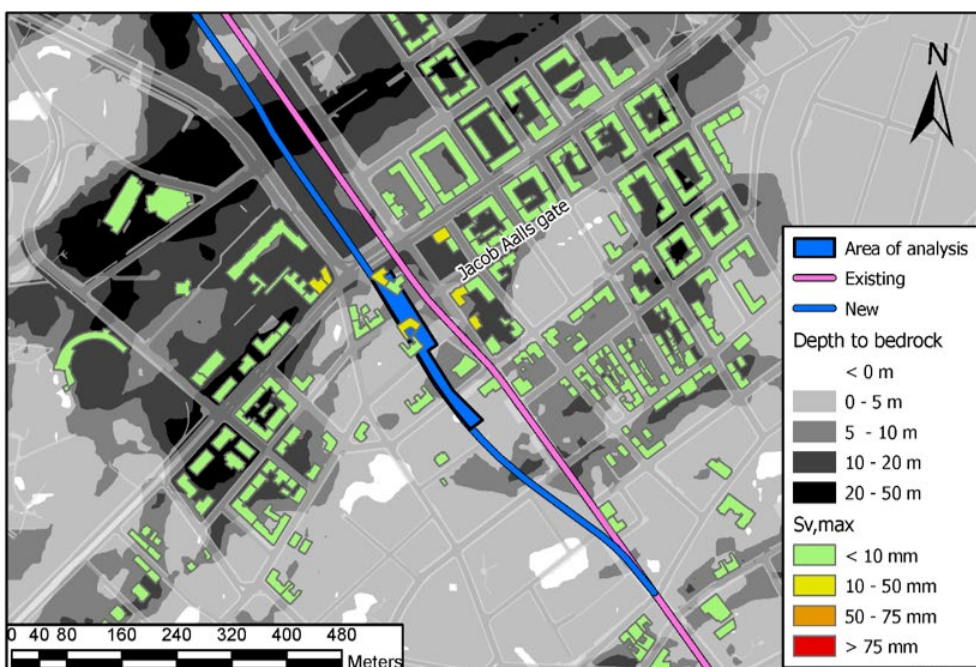 N
Jacob Aalls gate
Area of analysis
Existing
New
Depth to bedrock
< 0 m
0 - 5 m
5 - 10 m
10 - 20 m
20 - 50 m
Sv,max
< 10 mm
10 - 50 mm
50 - 75 mm
> 75 mm
0 40 80 160 240 320 400 480
Meters